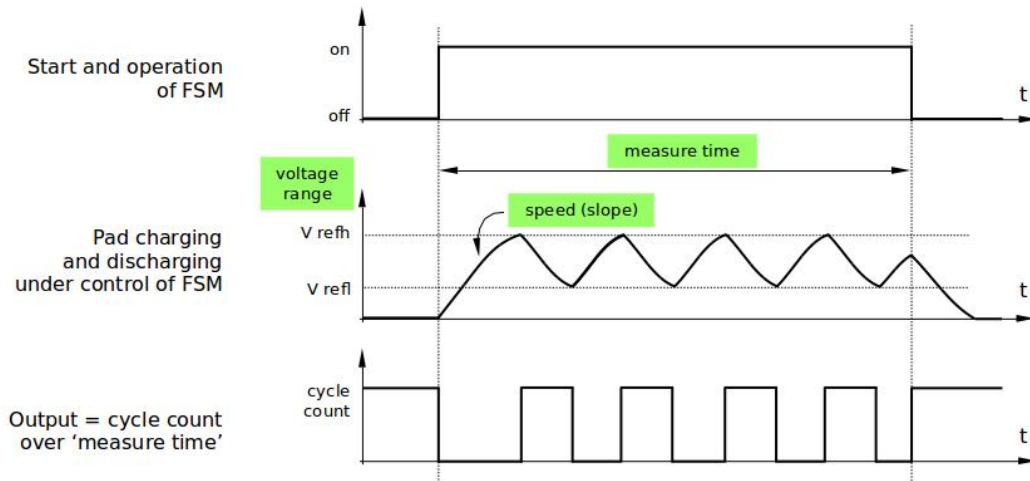 on
Start and operation
of FSM
off
t
measure time
voltage
range
speed (slope)
V refh
Pad charging
and discharging
under control of FSM
V refl
t
cycle
count
Output = cycle count
over ‘measure time’
t